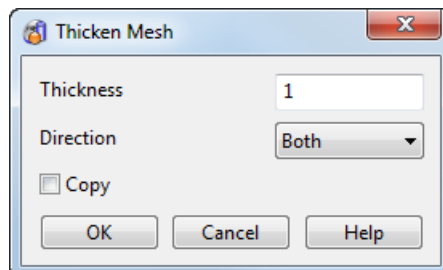 Thicken Mesh
Thickness 1
Direction Both
Copy
OK Cancel Help